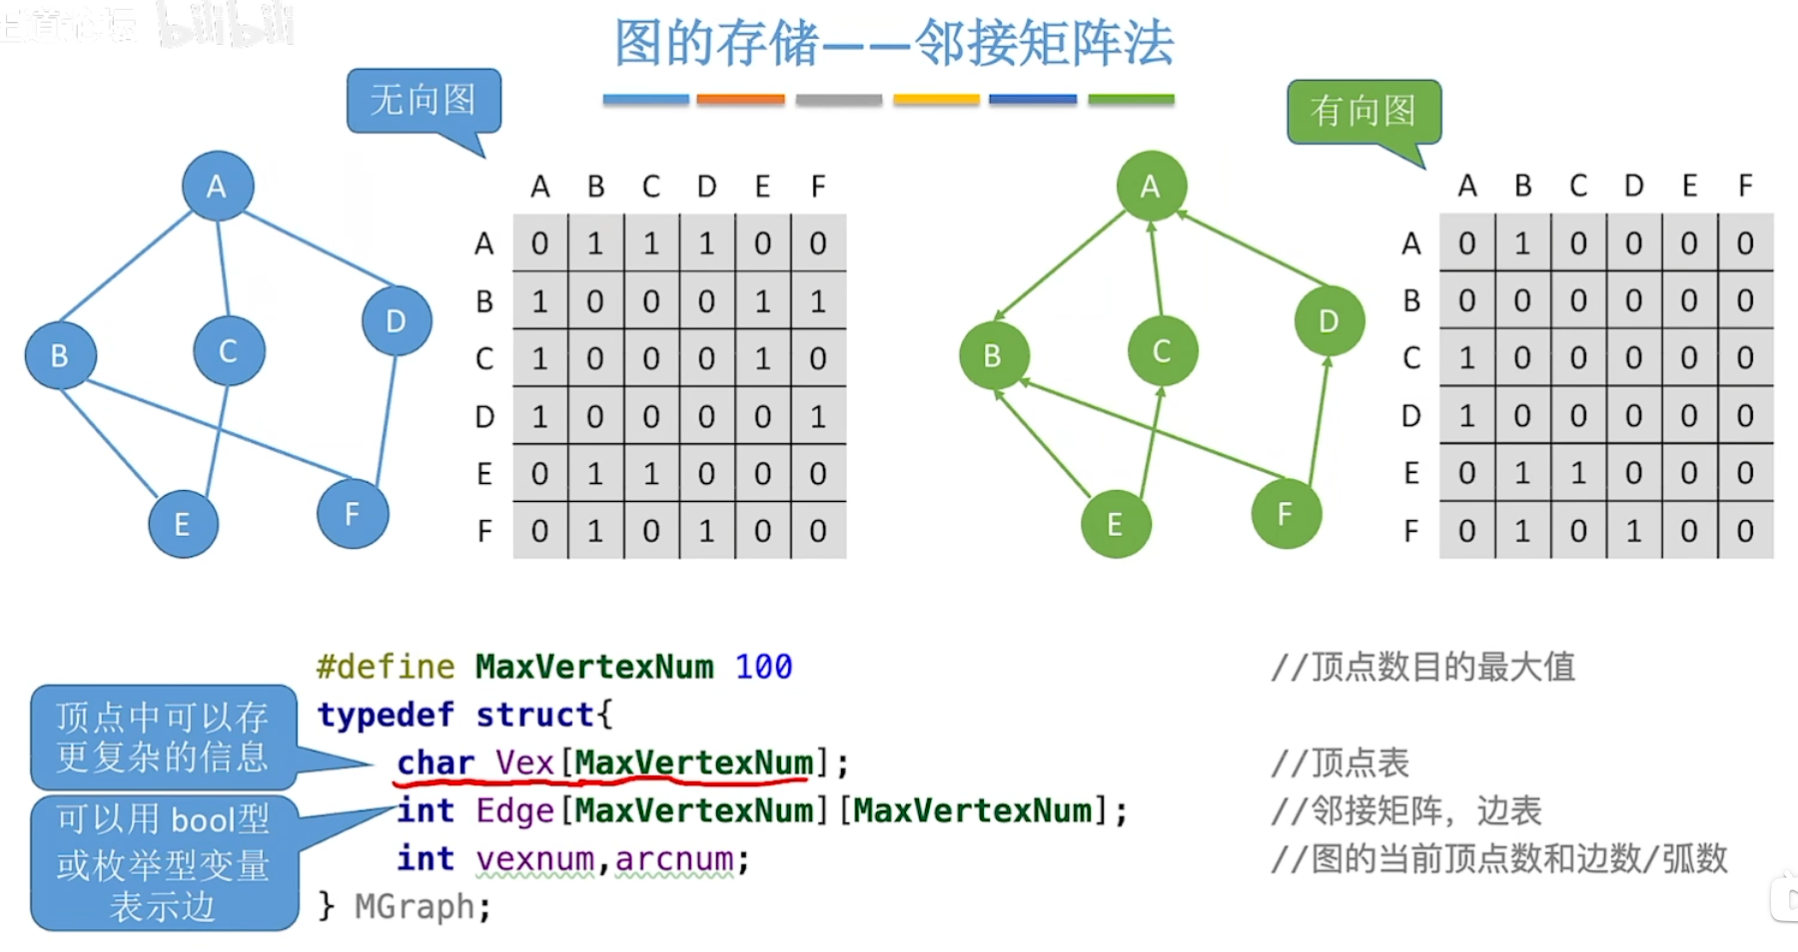 王道论坛 bilibili
图的存储——邻接矩阵法
无向图
有向图
A
B
C
D
E
F
A B C D E F
A 0 1 1 1 0 0
B 1 0 0 0 1 1
C 1 0 0 0 1 0
D 1 0 0 0 0 1
E 0 1 1 0 0 0
F 0 1 0 1 0 0
A
B
C
D
E
F
A B C D E F
A 0 1 0 0 0 0
B 0 0 0 0 0 0
C 1 0 0 0 0 0
D 1 0 0 0 0 0
E 0 1 1 0 0 0
F 0 1 0 1 0 0
#define MaxVertexNum 100 //顶点数目的最大值
typedef struct{
char Vex[MaxVertexNum]; //顶点表
int Edge[MaxVertexNum][MaxVertexNum]; //邻接矩阵，边表
int vexnum,arcnum; //图的当前顶点数和边数/弧数
} MGraph;
顶点中可以存
更复杂的信息
可以用 bool型
或枚举型变量
表示边